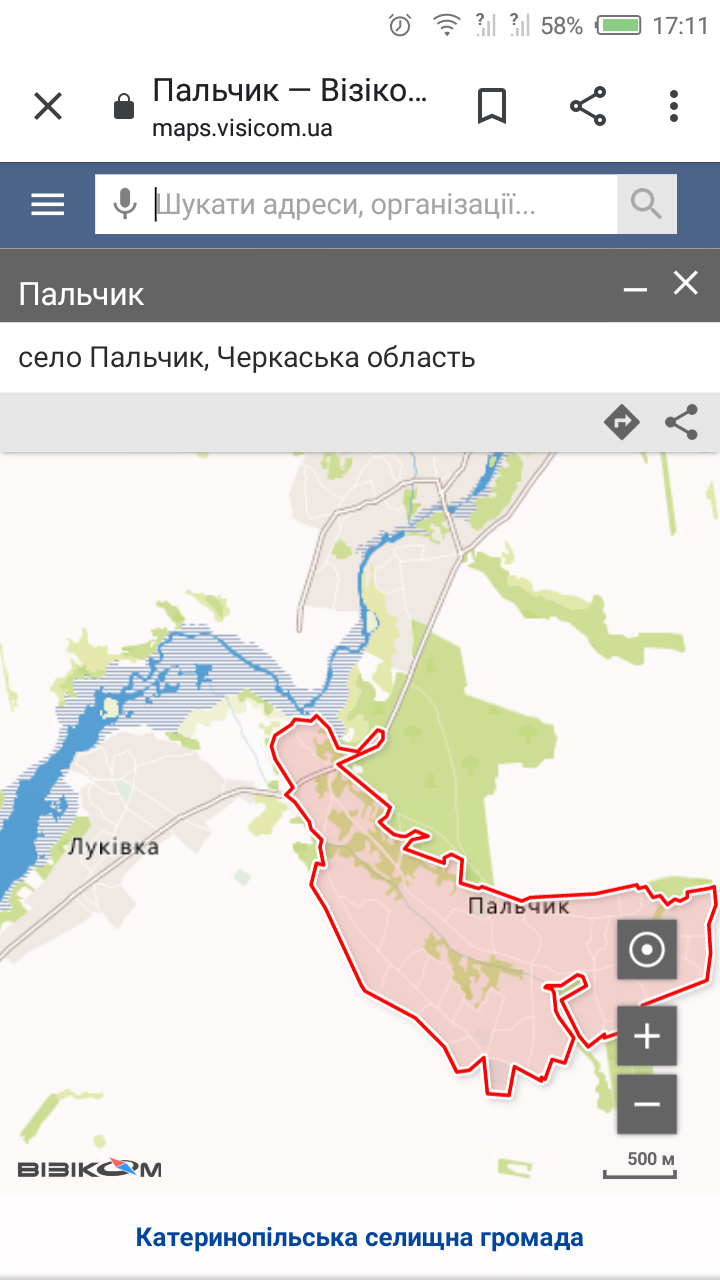 58% 17:11
Пальчик — Візіко...
maps.visicom.ua
Шукати адреси, організації...
Пальчик
село Пальчик, Черкаська область
Луківка
Пальчик
500 м
ВІЗІКОМ
Катеринопільська селищна громада